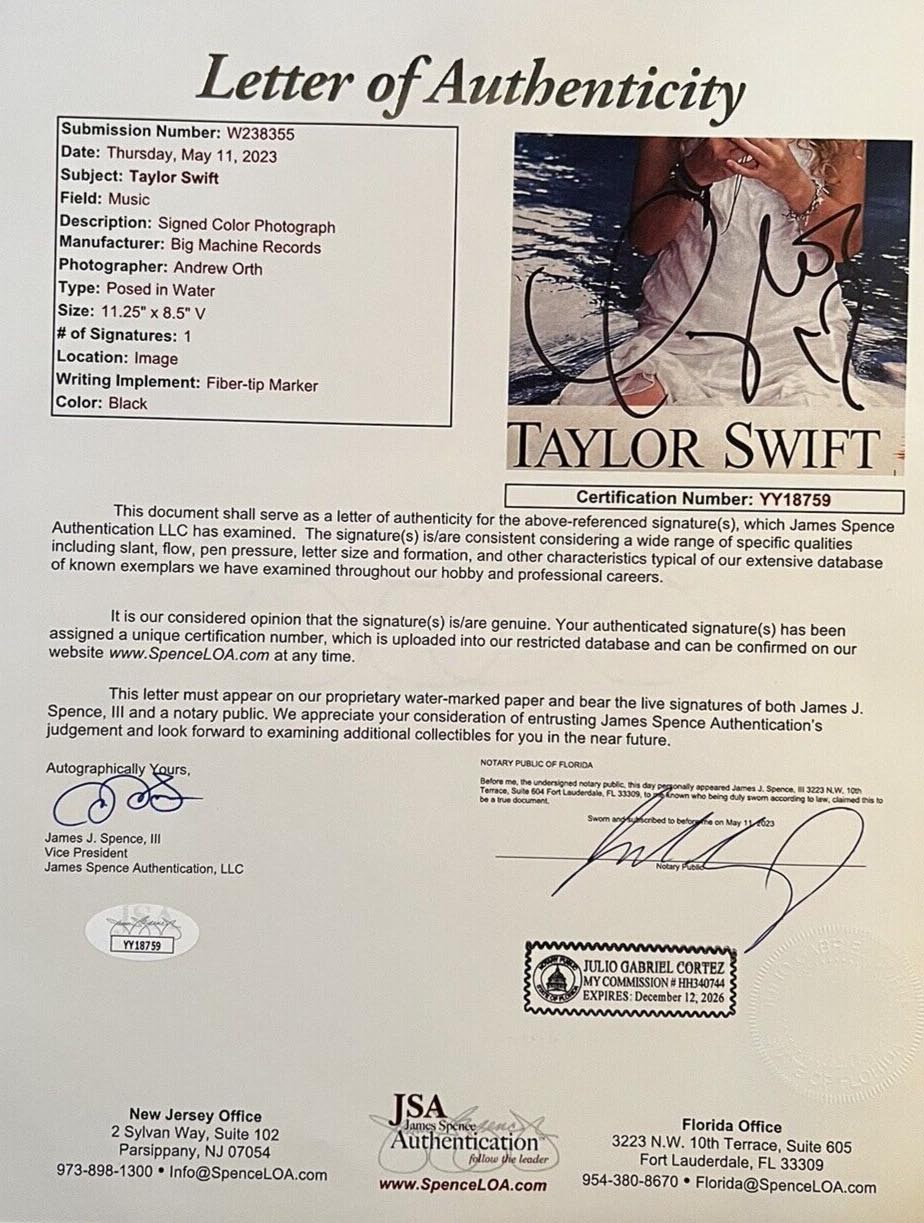 Letter of Authenticity
Submission Number: W238355
Date: Thursday, May 11, 2023
Subject: Taylor Swift
Field: Music
Description: Signed Color Photograph
Manufacturer: Big Machine Records
Photographer: Andrew Orth
Type: Posed in Water
Size: 11.25" x 8.5" V
# of Signatures: 1
Location: Image
Writing Implement: Fiber-tip Marker
Color: Black
TAYLOR SWIFT
Certification Number: YY18759
This document shall serve as a letter of authenticity for the above-referenced signature(s), which James Spence
Authentication LLC has examined. The signature(s) is/are consistent considering a wide range of specific qualities
including slant, flow, pen pressure, letter size and formation, and other characteristics typical of our extensive database
of known exemplars we have examined throughout our hobby and professional careers.
It is our considered opinion that the signature(s) is/are genuine. Your authenticated signature(s) has been
assigned a unique certification number, which is uploaded into our restricted database and can be confirmed on our
website www.SpenceLOA.com at any time.
This letter must appear on our proprietary water-marked paper and bear the live signatures of both James J.
Spence, III and a notary public. We appreciate your consideration of entrusting James Spence Authentication's
judgement and look forward to examining additional collectibles for you in the near future.
Autographically Yours,
James J. Spence, III
Vice President
James Spence Authentication, LLC
NOTARY PUBLIC OF FLORIDA
Before me, the undersigned notary public, this day personally appeared James J. Spence, III 3223 N.W. 10th
Terrace, Suite 604 Fort Lauderdale, FL 33309, to me known who being duly sworn according to law, claimed this to
be a true document.
Sworn and subscribed to before me on May 11, 2023
Notary Public
JSA
YY18759
NOTARY PUBLIC
STATE OF FLORIDA
JULIO GABRIEL CORTEZ
MY COMMISSION # HH340744
EXPIRES: December 12, 2026
New Jersey Office
2 Sylvan Way, Suite 102
Parsippany, NJ 07054
973-898-1300 • Info@SpenceLOA.com
JSA
James Spence
Authentication
follow the leader
www.SpenceLOA.com
Florida Office
3223 N.W. 10th Terrace, Suite 605
Fort Lauderdale, FL 33309
954-380-8670 • Florida@SpenceLOA.com